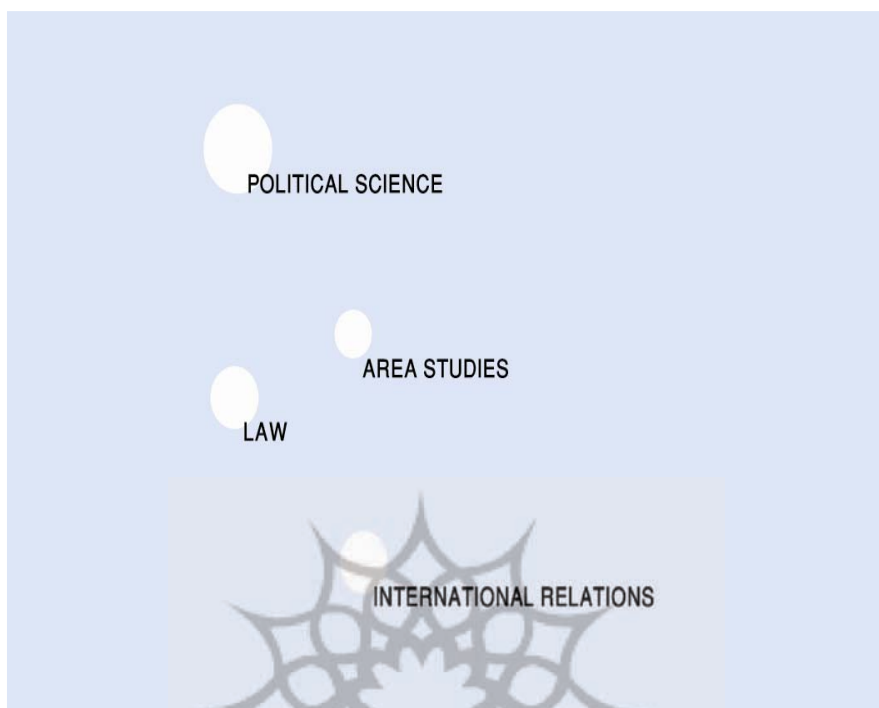 POLITICAL SCIENCE
AREA STUDIES
LAW
INTERNATIONAL RELATIONS